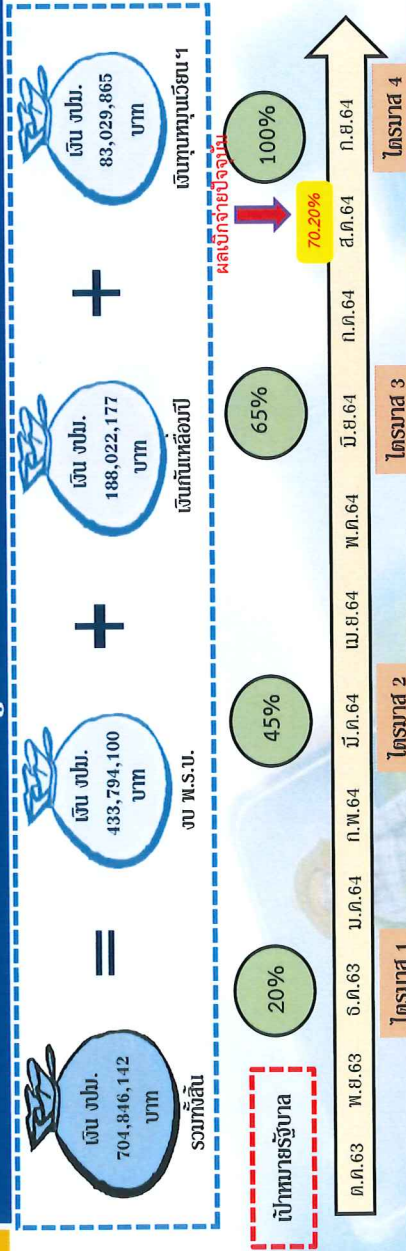 เงิน งปม.
704,846,142
บาท
รวมทั้งสิ้น
=
เงิน งปม.
433,794,100
บาท
งบ พ.ร.บ.
+
เงิน งปม.
188,022,177
บาท
เงินกันเหลื่อมปี
+
เงิน งปม.
83,029,865
บาท
เงินทุนหมุนเวียนฯ
เป้าหมายรัฐบาล
20%
45%
65%
100%
ผลเบิกจ่ายปัจจุบัน
70.20%
ต.ค.63 พ.ย.63 ธ.ค.63 ม.ค.64 ก.พ.64 มี.ค.64 เม.ย.64 พ.ค.64 มิ.ย.64 ก.ค.64 ส.ค.64 ก.ย.64
ไตรมาส 1 ไตรมาส 2 ไตรมาส 3 ไตรมาส 4